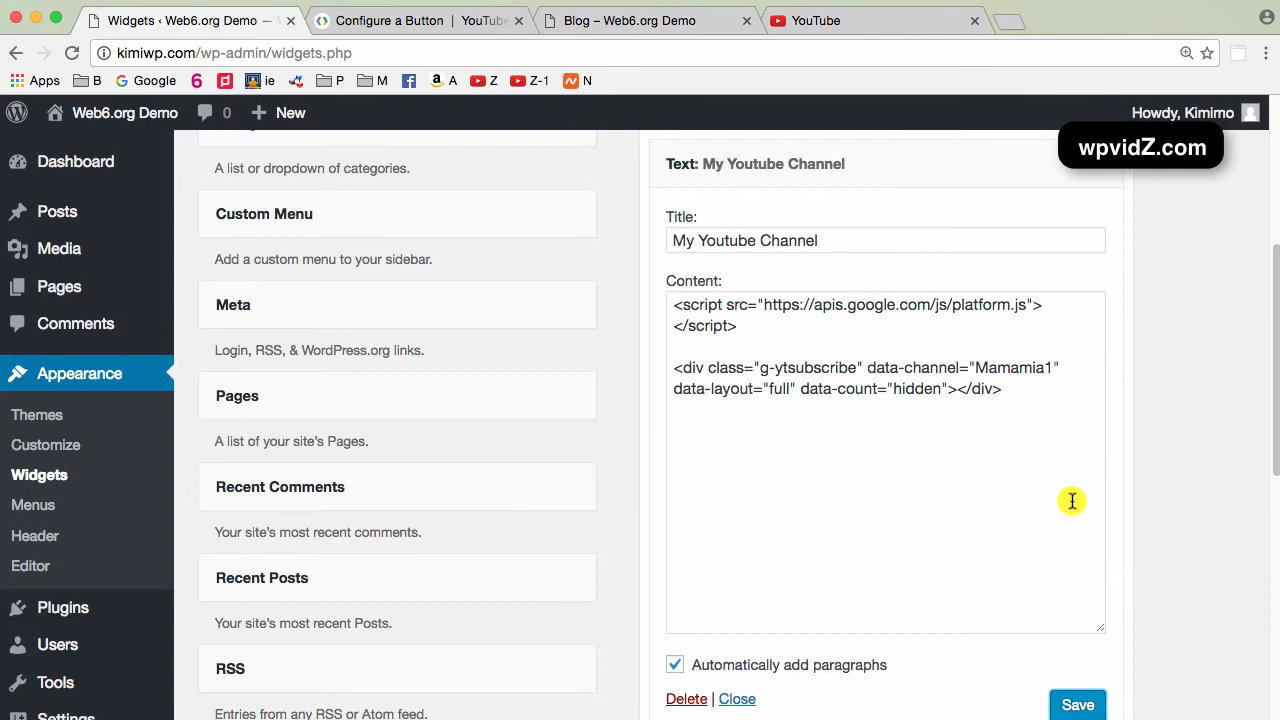 Widgets ‹ Web6.org Demo — W
Configure a Button | YouTube
Blog – Web6.org Demo
YouTube
kimiwp.com/wp-admin/widgets.php
Apps B Google 6 ie P M A Z Z-1 N
Web6.org Demo 0 New
Howdy, Kimimo
wpvidZ.com
Dashboard
Posts
Media
Pages
Comments
Appearance
Themes
Customize
Widgets
Menus
Header
Editor
Plugins
Users
Tools
Settings
A list or dropdown of categories.
Custom Menu
Add a custom menu to your sidebar.
Meta
Login, RSS, & WordPress.org links.
Pages
A list of your site's Pages.
Recent Comments
Your site's most recent comments.
Recent Posts
Your site's most recent Posts.
RSS
Entries from any RSS or Atom feed.
Text: My Youtube Channel
Title:
My Youtube Channel
Content:
<script src="https://apis.google.com/js/platform.js">
</script>
<div class="g-ytsubscribe" data-channel="Mamamia1"
data-layout="full" data-count="hidden"></div>
Automatically add paragraphs
Delete | Close
Save